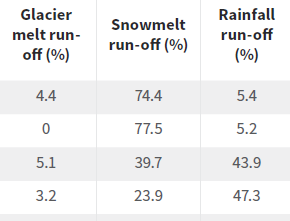 Glacier melt run-off (%) Snowmelt run-off (%) Rainfall run-off (%)
4.4 74.4 5.4
0 77.5 5.2
5.1 39.7 43.9
3.2 23.9 47.3